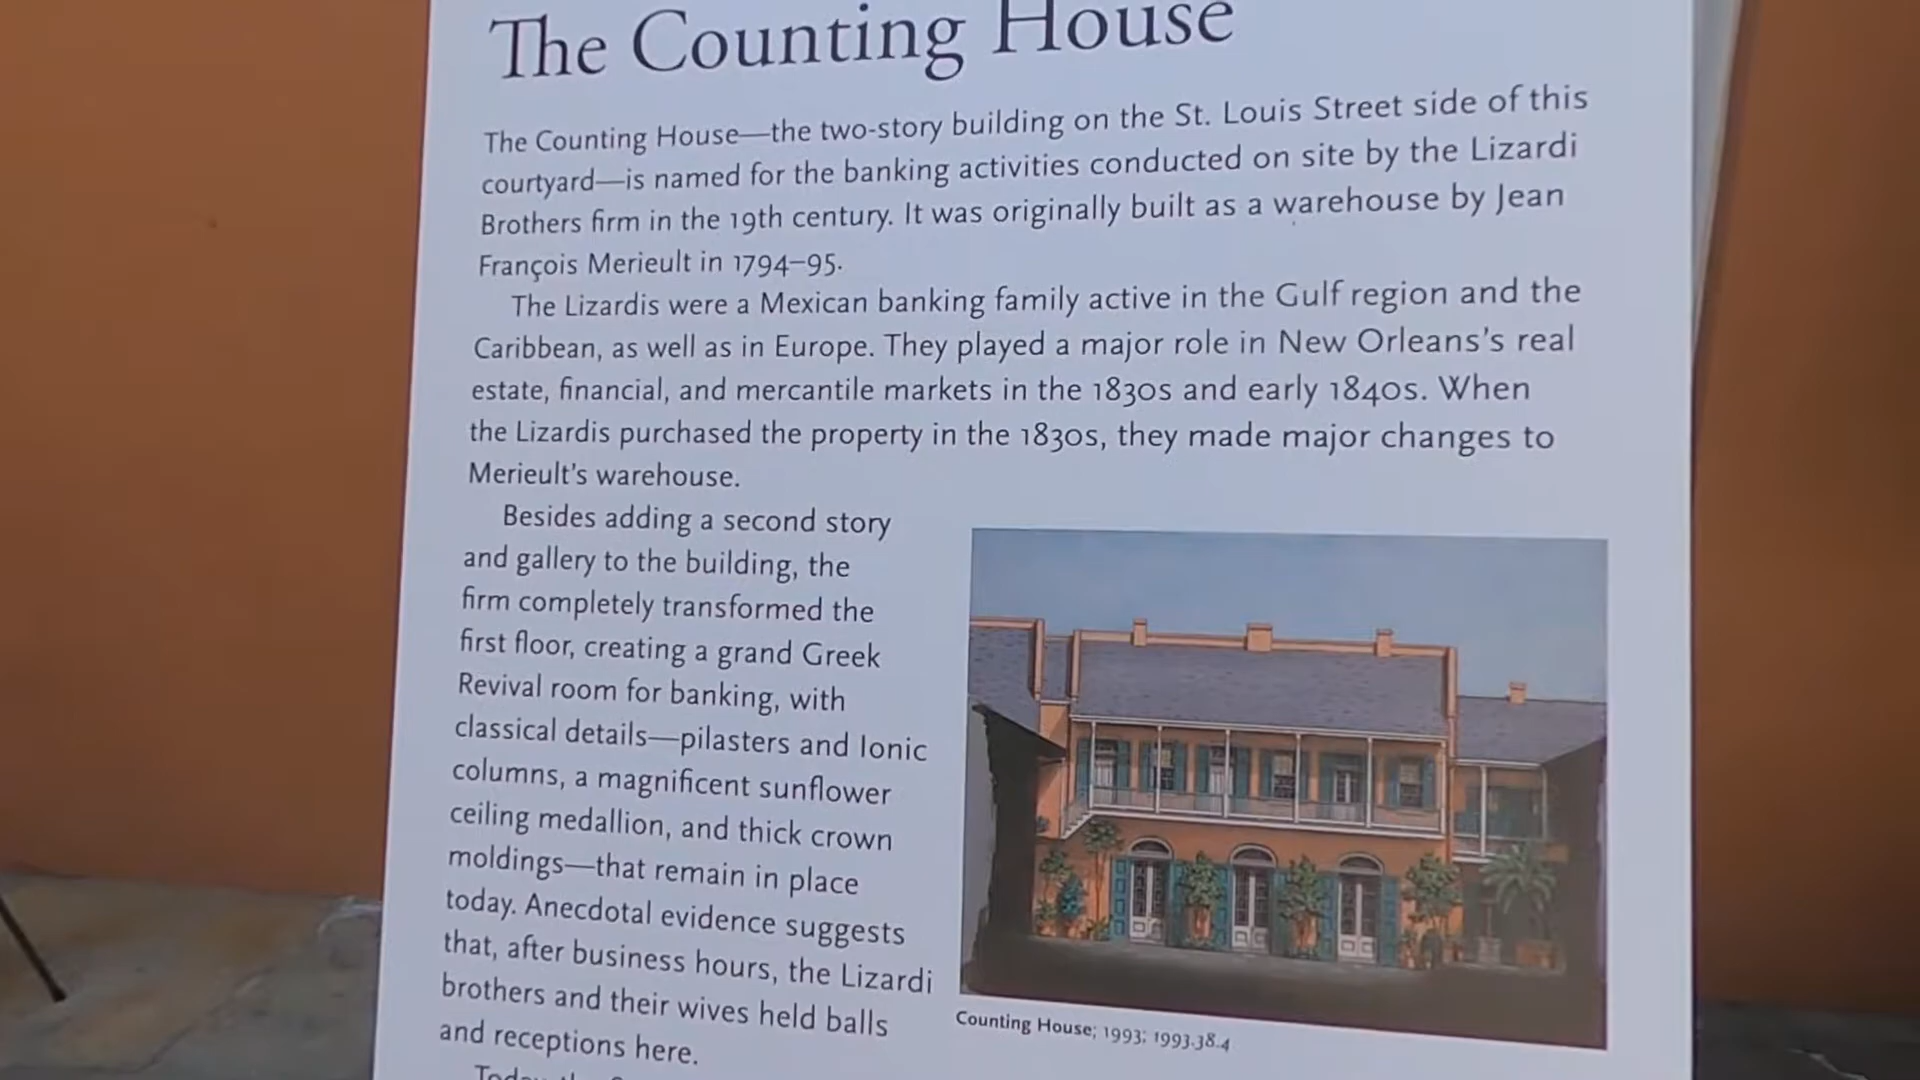 The Counting House
The Counting House—the two-story building on the St. Louis Street side of this
courtyard—is named for the banking activities conducted on site by the Lizardi
Brothers firm in the 19th century. It was originally built as a warehouse by Jean
François Merieult in 1794–95.
The Lizardis were a Mexican banking family active in the Gulf region and the
Caribbean, as well as in Europe. They played a major role in New Orleans's real
estate, financial, and mercantile markets in the 1830s and early 1840s. When
the Lizardis purchased the property in the 1830s, they made major changes to
Merieult's warehouse.
Besides adding a second story
and gallery to the building, the
firm completely transformed the
first floor, creating a grand Greek
Revival room for banking, with
classical details—pilasters and Ionic
columns, a magnificent sunflower
ceiling medallion, and thick crown
moldings—that remain in place
today. Anecdotal evidence suggests
that, after business hours, the Lizardi
brothers and their wives held balls
and receptions here.
Counting House; 1993; 1993.38.4